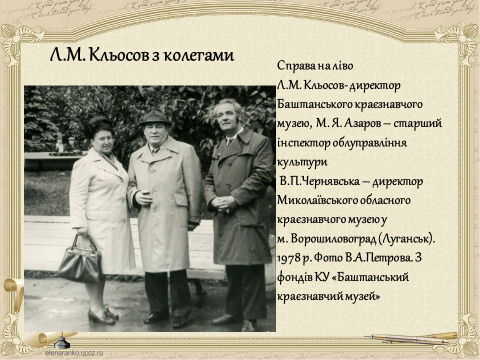 Л.М. Кльосов з колегами
Справа на ліво
Л.М. Кльосов- директор
Баштанського краєзнавчого
музею, М. Я. Азаров – старший
інспектор облуправління
культури
В.П.Чернявська – директор
Миколаївського обласного
краєзнавчого музею у
м. Ворошиловоград (Луганськ).
1978 р. Фото В.А.Петрова. З
фондів КУ «Баштанський
краєзнавчий музей»
elenaranko.ucoz.ru